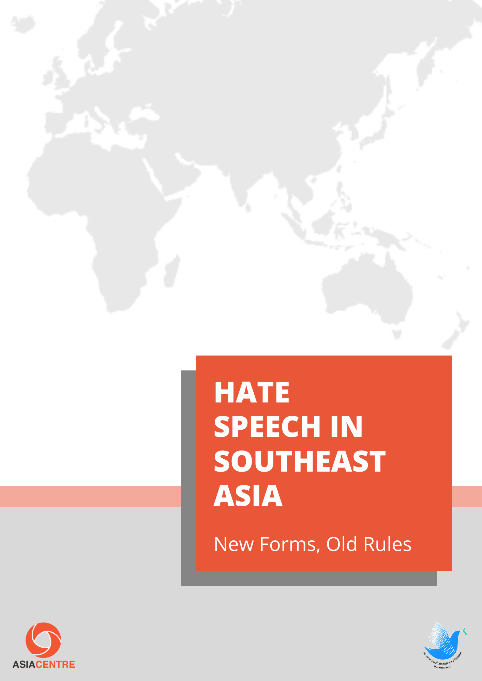 HATE
SPEECH IN
SOUTHEAST
ASIA
New Forms, Old Rules
ASIACENTRE